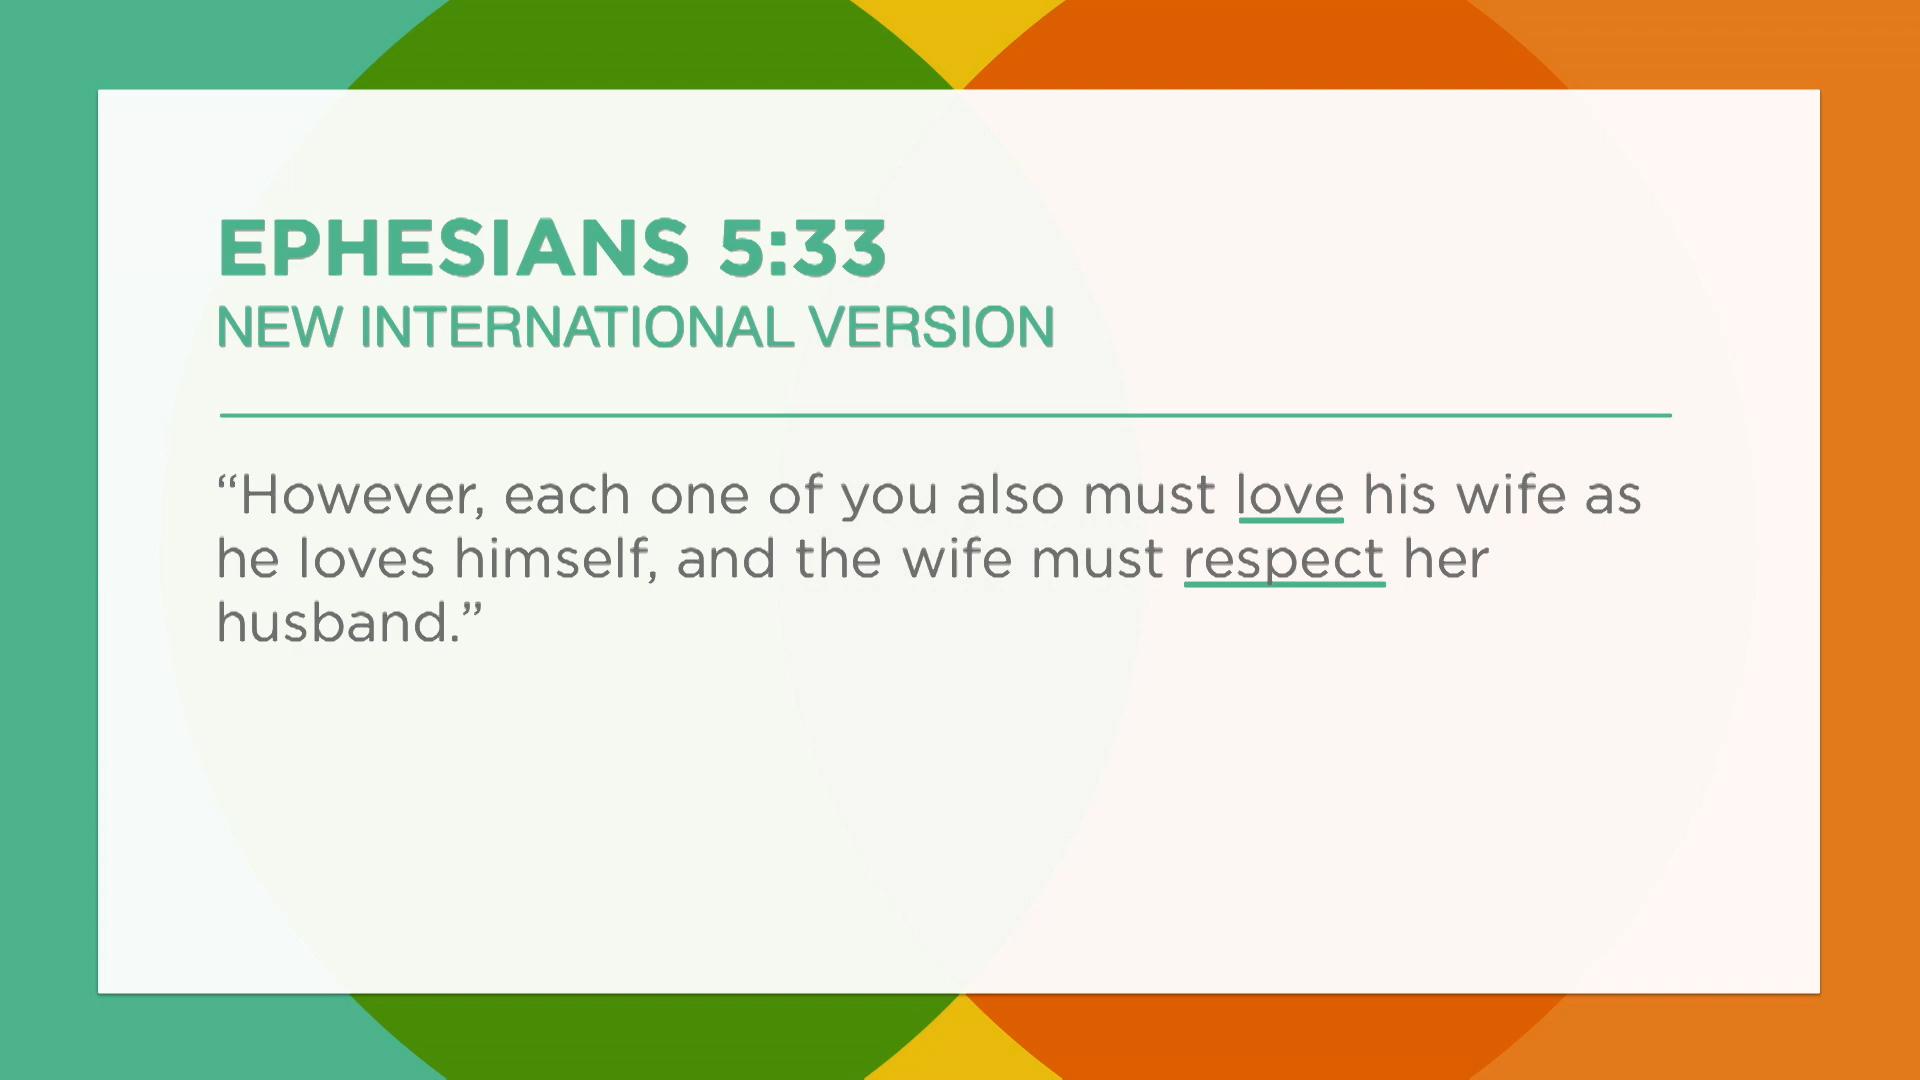 EPHESIANS 5:33
NEW INTERNATIONAL VERSION
“However, each one of you also must love his wife as
he loves himself, and the wife must respect her
husband.”